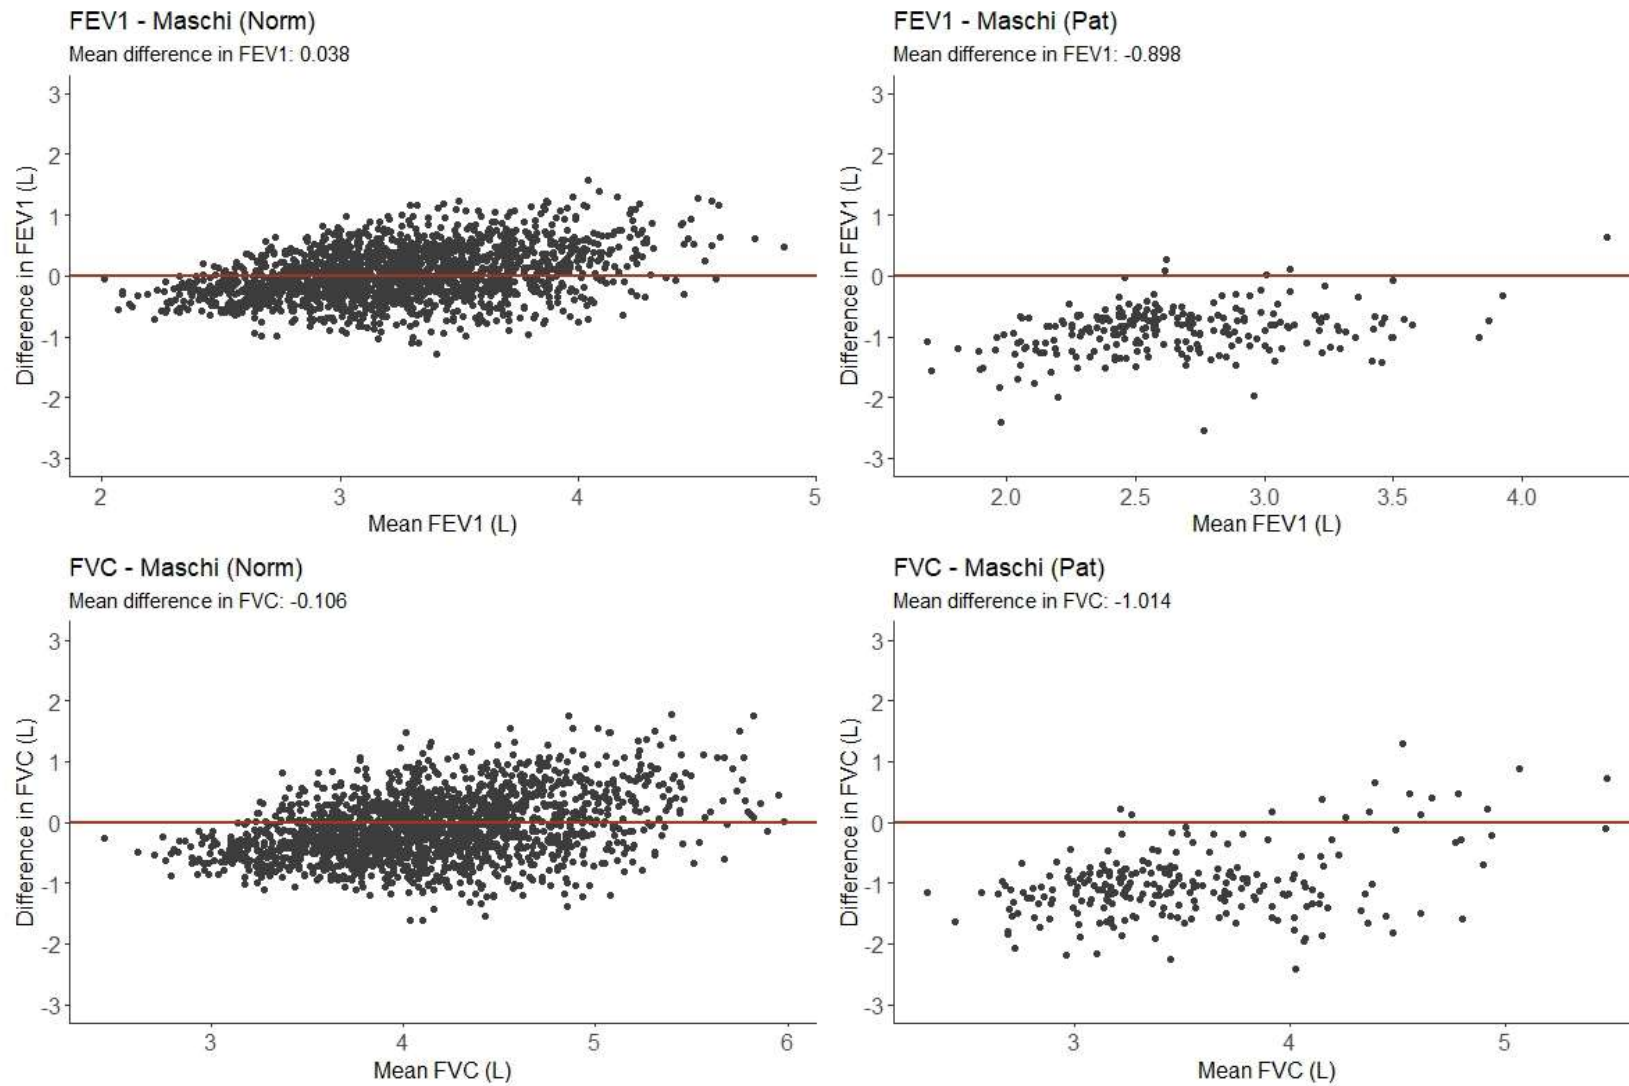 FEV1 - Maschi (Norm)
Mean difference in FEV1: 0.038
3
2
1
0
-1
-2
-3
Difference in FEV1 (L)
2
3
4
5
Mean FEV1 (L)
FEV1 - Maschi (Pat)
Mean difference in FEV1: -0.898
3
2
1
0
-1
-2
-3
Difference in FEV1 (L)
2.0
2.5
3.0
3.5
4.0
Mean FEV1 (L)
FVC - Maschi (Norm)
Mean difference in FVC: -0.106
3
2
1
0
-1
-2
-3
Difference in FVC (L)
3
4
5
6
Mean FVC (L)
FVC - Maschi (Pat)
Mean difference in FVC: -1.014
3
2
1
0
-1
-2
-3
Difference in FVC (L)
3
4
5
Mean FVC (L)